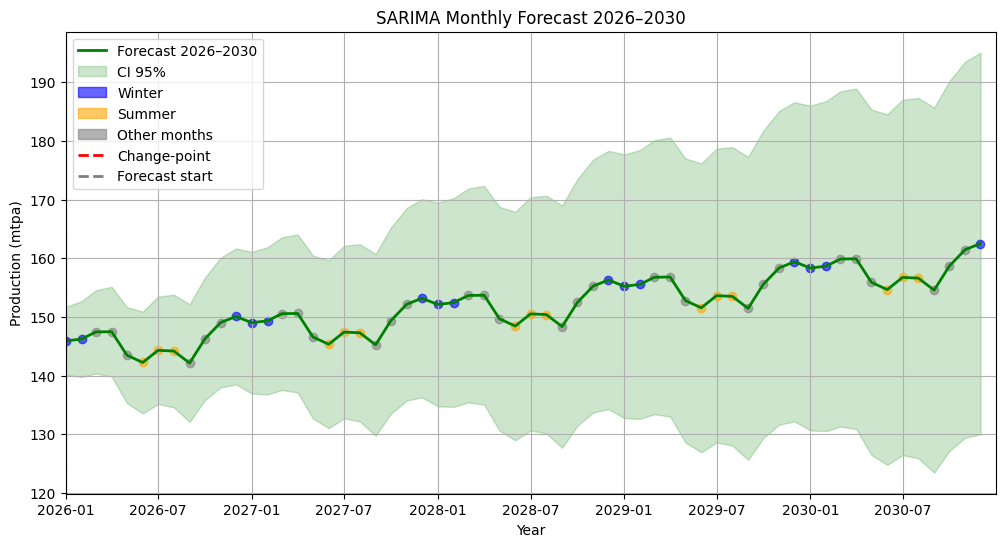 SARIMA Monthly Forecast 2026–2030
Forecast 2026–2030
CI 95%
Winter
Summer
Other months
Change-point
Forecast start
Production (mtpa)
190
180
170
160
150
140
130
120
2026-01
2026-07
2027-01
2027-07
2028-01
2028-07
2029-01
2029-07
2030-01
2030-07
Year